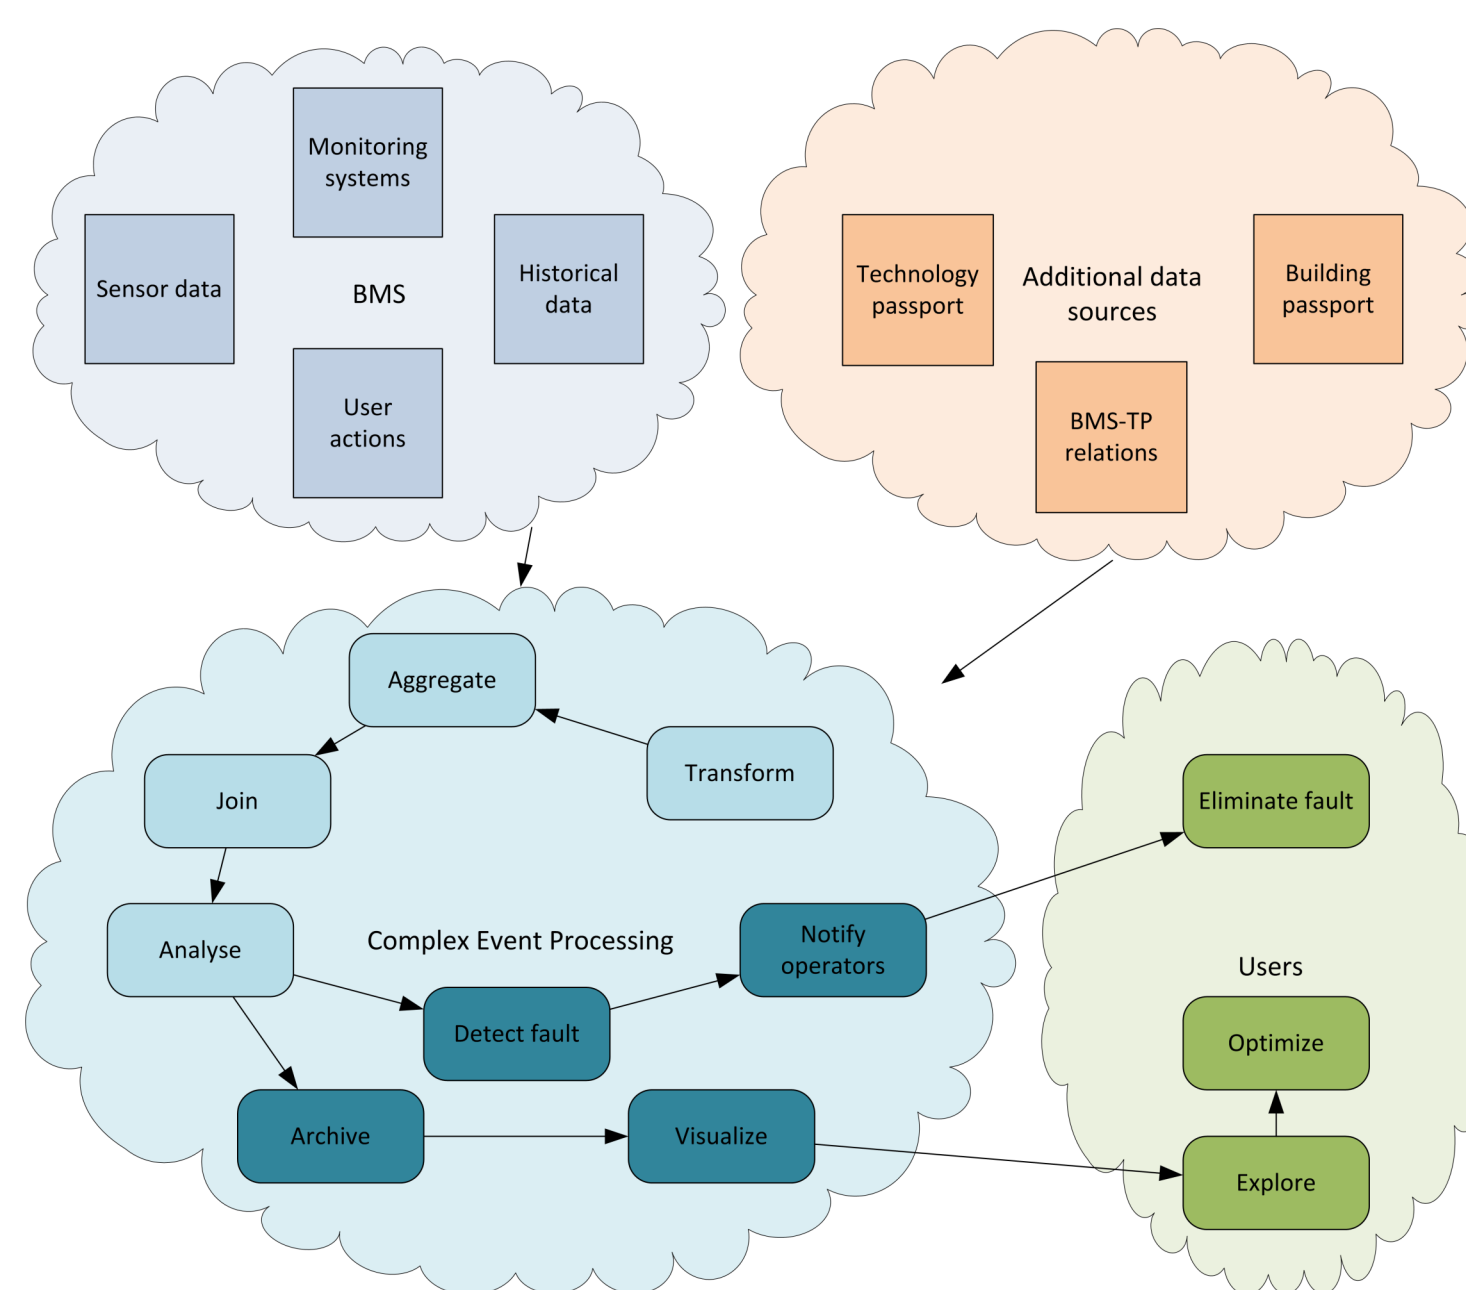 Monitoring
systems
Sensor data
BMS
Historical
data
User
actions
Technology
passport
Additional data
sources
Building
passport
BMS-TP
relations
Aggregate
Transform
Join
Analyse
Complex Event Processing
Notify
operators
Detect fault
Archive
Visualize
Eliminate fault
Users
Optimize
Explore